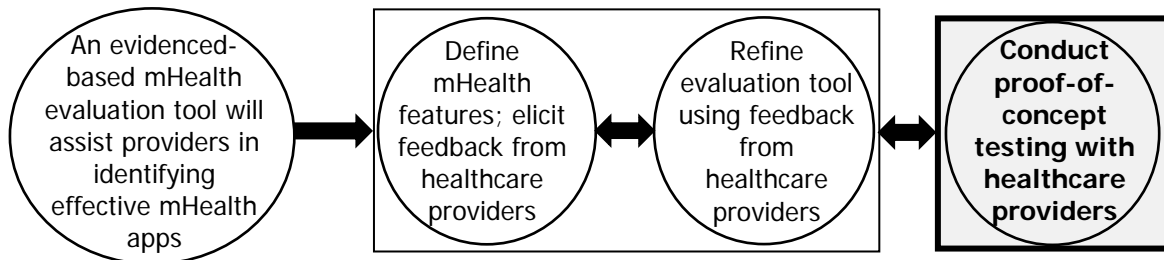 An evidenced-
based mHealth
evaluation tool will
assist providers in
identifying
effective mHealth
apps
Define
mHealth
features; elicit
feedback from
healthcare
providers
Refine
evaluation tool
using feedback
from
healthcare
providers
Conduct
proof-of-
concept
testing with
healthcare
providers